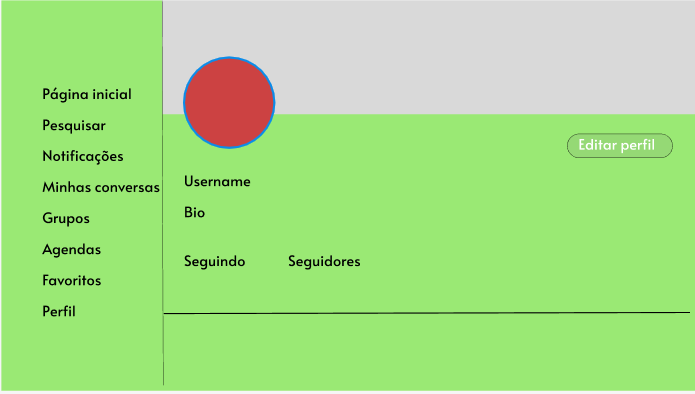 Página inicial
Pesquisar
Notificações
Minhas conversas
Grupos
Agendas
Favoritos
Perfil
Editar perfil
Username
Bio
Seguindo Seguidores